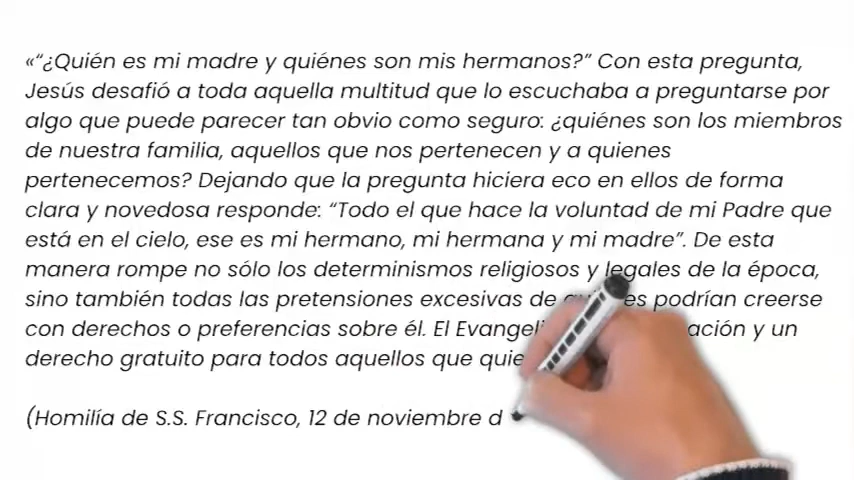 «“¿Quién es mi madre y quiénes son mis hermanos?” Con esta pregunta,
Jesús desafió a toda aquella multitud que lo escuchaba a preguntarse por
algo que puede parecer tan obvio como seguro: ¿quiénes son los miembros
de nuestra familia, aquellos que nos pertenecen y a quienes
pertenecemos? Dejando que la pregunta hiciera eco en ellos de forma
clara y novedosa responde: “Todo el que hace la voluntad de mi Padre que
está en el cielo, ese es mi hermano, mi hermana y mi madre”. De esta
manera rompe no sólo los determinismos religiosos y legales de la época,
sino también todas las pretensiones excesivas de podrían creerse
con derechos o preferencias sobre él. El y un
derecho gratuito para todos aquellos que
(Homilía de S.S. Francisco, 12 de noviembre d